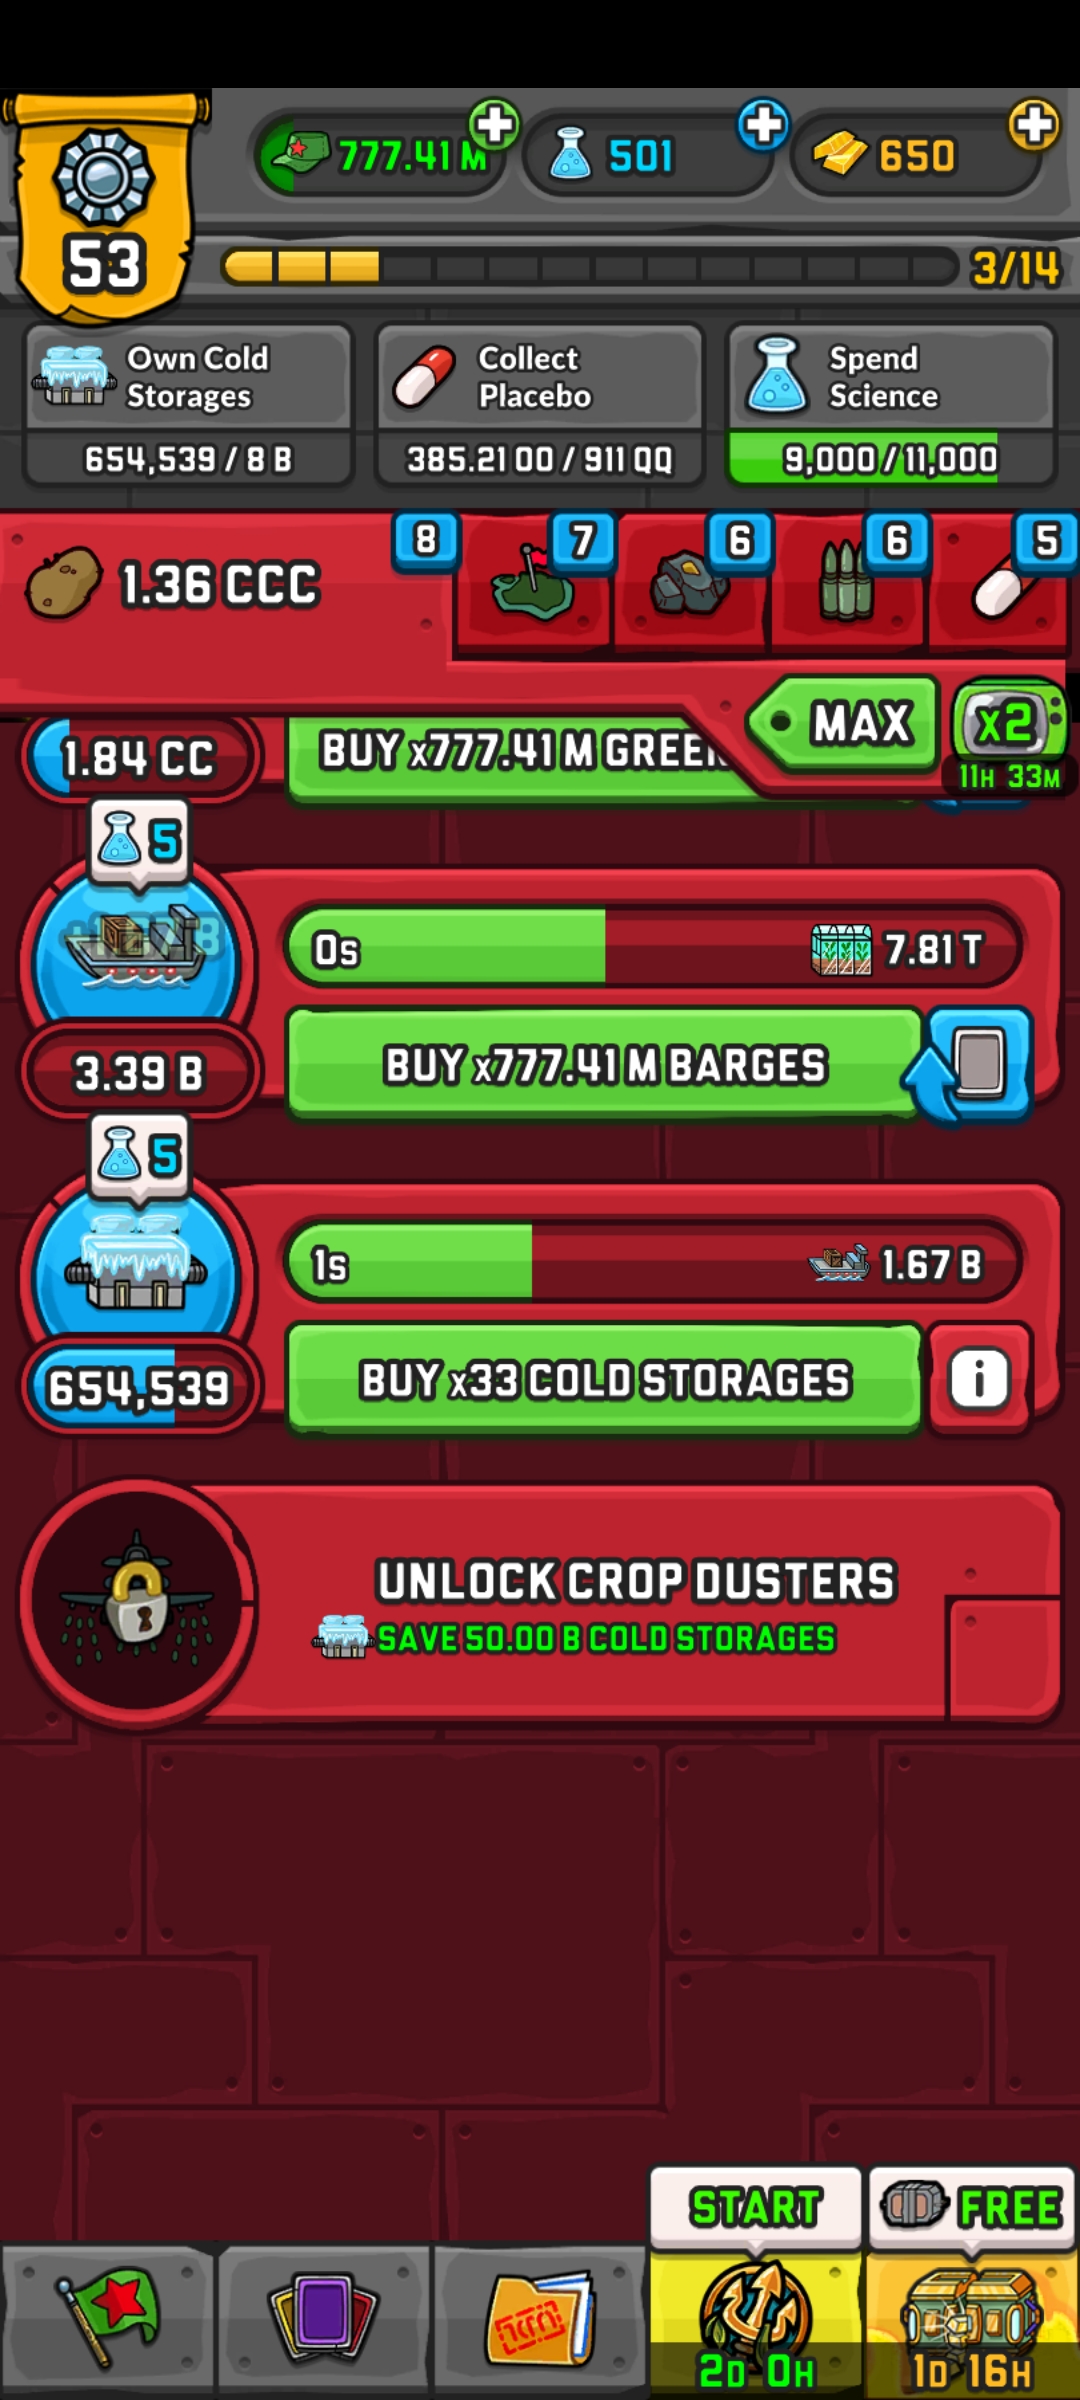 777.41 M
501
650
53
3/14
Own Cold
Storages
654,539 / 8 B
Collect
Placebo
385.21 OO / 911 QQ
Spend
Science
9,000 / 11,000
1.36 CCC
8
7
6
6
5
MAX
x2
11H 33M
1.84 CC
BUY x777.41 M
5
0s
7.81 T
3.39 B
BUY x777.41 M BARGES
5
1s
1.67 B
654,539
BUY x33 COLD STORAGES
i
UNLOCK CROP DUSTERS
SAVE 50.00 B COLD STORAGES
START
FREE
2D 0H
1D 16H